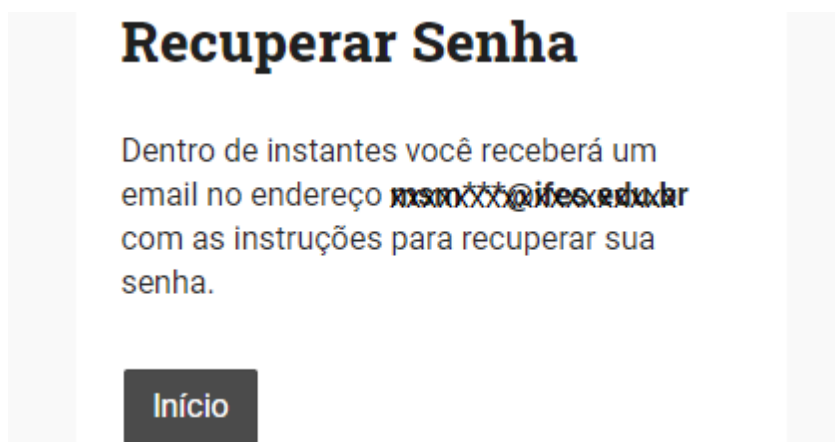 Recuperar Senha
Dentro de instantes você receberá um
email no endereço
com as instruções para recuperar sua
senha.
Início